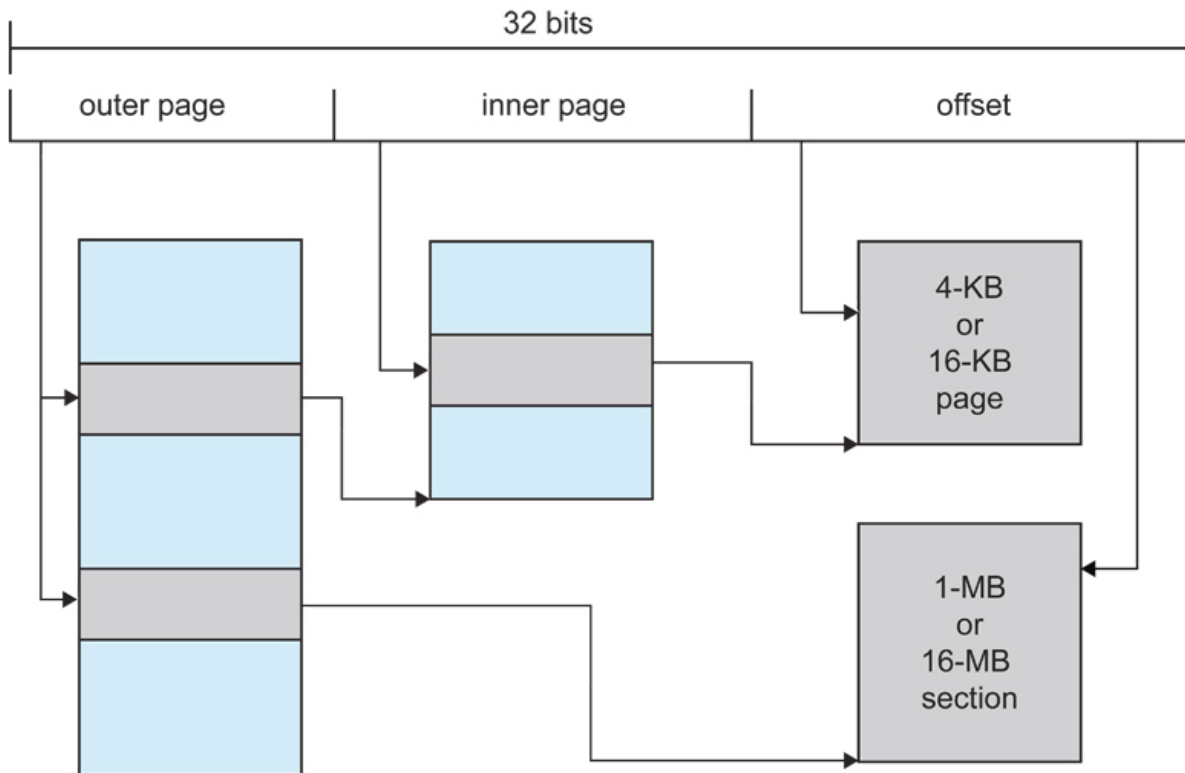 32 bits
outer page
inner page
offset
4-KB
or
16-KB
page
1-MB
or
16-MB
section